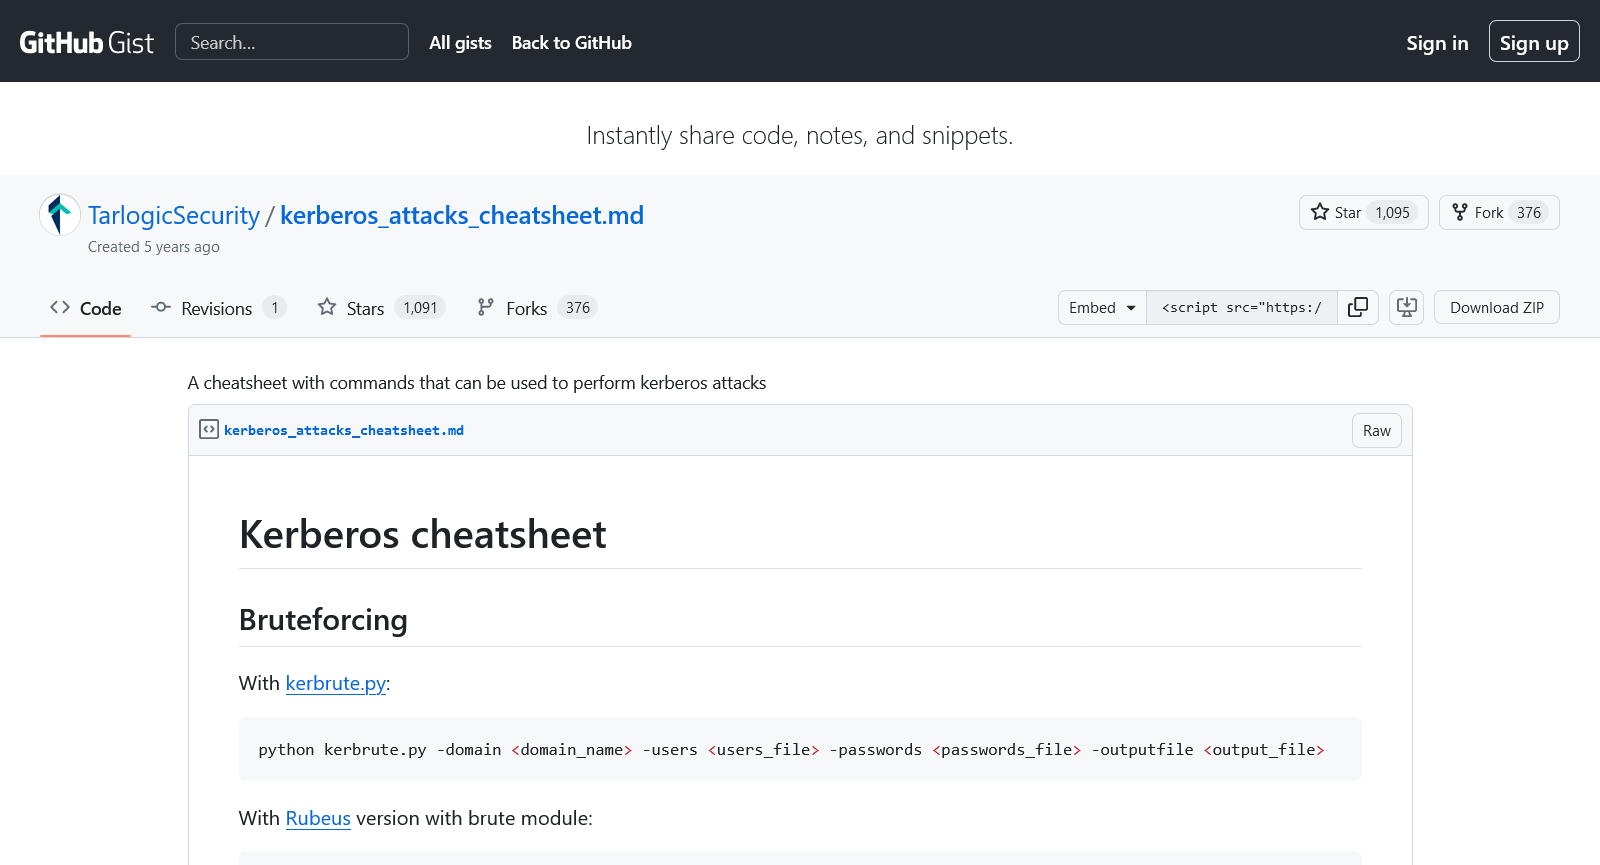 GitHub Gist Search... All gists Back to GitHub Sign in Sign up
Instantly share code, notes, and snippets.
TarlogicSecurity / kerberos_attacks_cheatsheet.md Star 1,095 Fork 376
Created 5 years ago
Code Revisions 1 Stars 1,091 Forks 376 Embed <script src="https:/ Download ZIP
A cheatsheet with commands that can be used to perform kerberos attacks
kerberos_attacks_cheatsheet.md Raw
Kerberos cheatsheet
Bruteforcing
With kerbrute.py:
python kerbrute.py -domain <domain_name> -users <users_file> -passwords <passwords_file> -outputfile <output_file>
With Rubeus version with brute module: